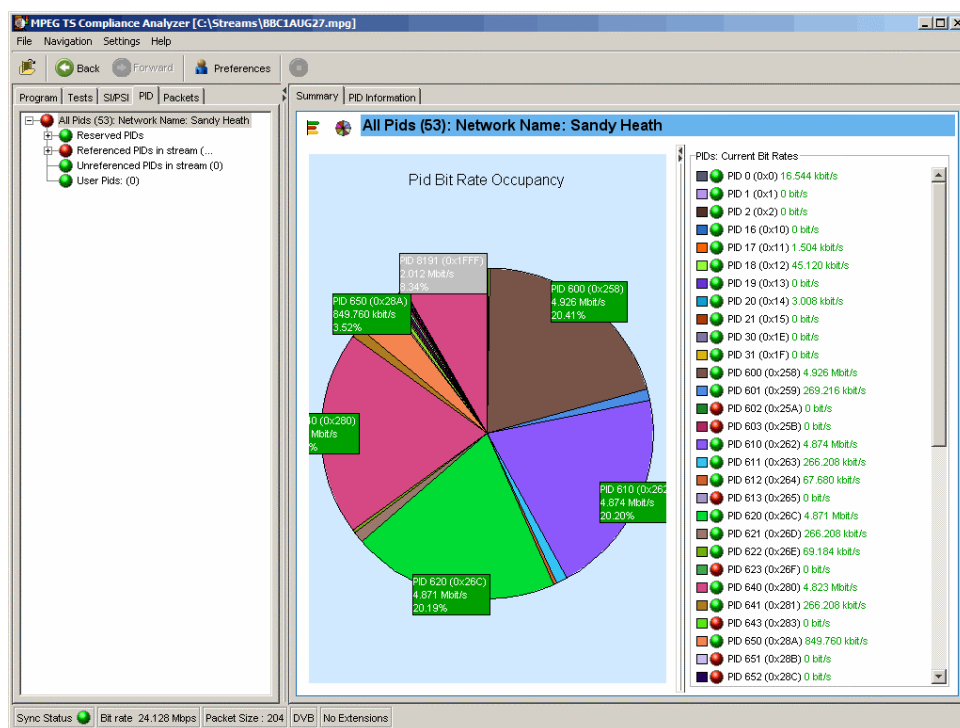 MPEG TS Compliance Analyzer [C:\Streams\BBC1AUG27.mpg]
File Navigation Settings Help
Back Forward Preferences
Program Tests SI/PSI PID Packets
All Pids (53): Network Name: Sandy Heath
Reserved PIDs
Referenced PIDs in stream (...
Unreferenced PIDs in stream (0)
User Pids: (0)
Summary PID Information
All Pids (53): Network Name: Sandy Heath
Pid Bit Rate Occupancy
PID 8191 (0x1FFF)
2.012 Mbit/s
8.34%
PID 600 (0x258)
4.926 Mbit/s
20.41%
PID 650 (0x28A)
849.760 kbit/s
3.52%
40 (0x280)
Mbit/s
%
PID 610 (0x262
4.874 Mbit/s
20.20%
PID 620 (0x26C)
4.871 Mbit/s
20.19%
PIDs: Current Bit Rates
PID 0 (0x0) 16.544 kbit/s
PID 1 (0x1) 0 bit/s
PID 2 (0x2) 0 bit/s
PID 16 (0x10) 0 bit/s
PID 17 (0x11) 1.504 kbit/s
PID 18 (0x12) 45.120 kbit/s
PID 19 (0x13) 0 bit/s
PID 20 (0x14) 3.008 kbit/s
PID 21 (0x15) 0 bit/s
PID 30 (0x1E) 0 bit/s
PID 31 (0x1F) 0 bit/s
PID 600 (0x258) 4.926 Mbit/s
PID 601 (0x259) 269.216 kbit/s
PID 602 (0x25A) 0 bit/s
PID 603 (0x25B) 0 bit/s
PID 610 (0x262) 4.874 Mbit/s
PID 611 (0x263) 266.208 kbit/s
PID 612 (0x264) 67.680 kbit/s
PID 613 (0x265) 0 bit/s
PID 620 (0x26C) 4.871 Mbit/s
PID 621 (0x26D) 266.208 kbit/s
PID 622 (0x26E) 69.184 kbit/s
PID 623 (0x26F) 0 bit/s
PID 640 (0x280) 4.823 Mbit/s
PID 641 (0x281) 266.208 kbit/s
PID 643 (0x283) 0 bit/s
PID 650 (0x28A) 849.760 kbit/s
PID 651 (0x28B) 0 bit/s
PID 652 (0x28C) 0 bit/s
Sync Status Bit rate 24.128 Mbps Packet Size : 204 DVB No Extensions